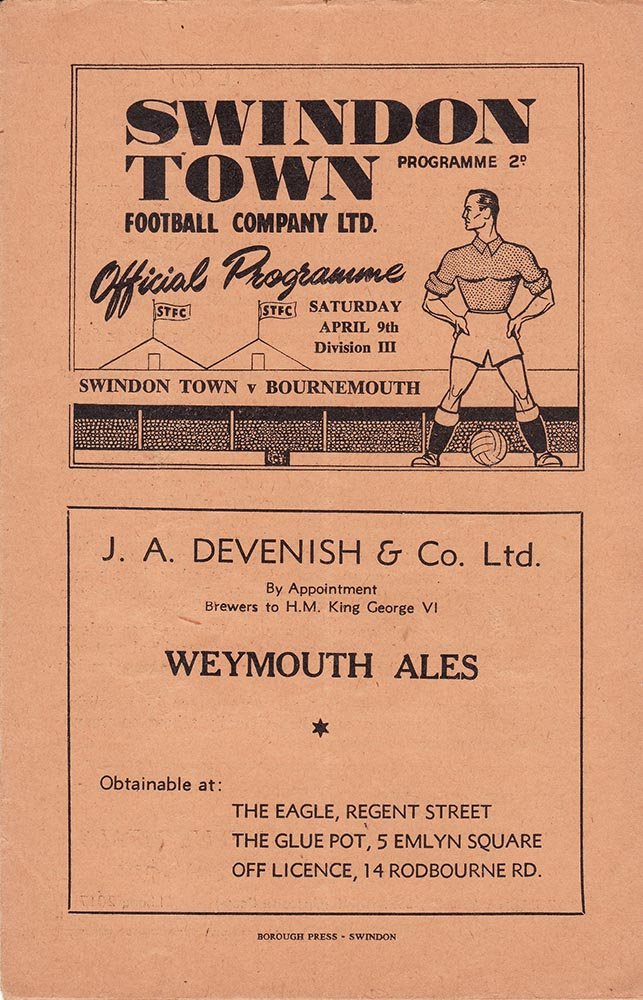 SWINDON
TOWN
PROGRAMME 2D.
FOOTBALL COMPANY LTD.
Official Programme
STFC
STFC
SATURDAY
APRIL 9th
Division III
SWINDON TOWN v BOURNEMOUTH
J. A. DEVENISH & Co. Ltd.
By Appointment
Brewers to H.M. King George VI
WEYMOUTH ALES
Obtainable at:
THE EAGLE, REGENT STREET
THE GLUE POT, 5 EMLYN SQUARE
OFF LICENCE, 14 RODBOURNE RD.
BOROUGH PRESS - SWINDON